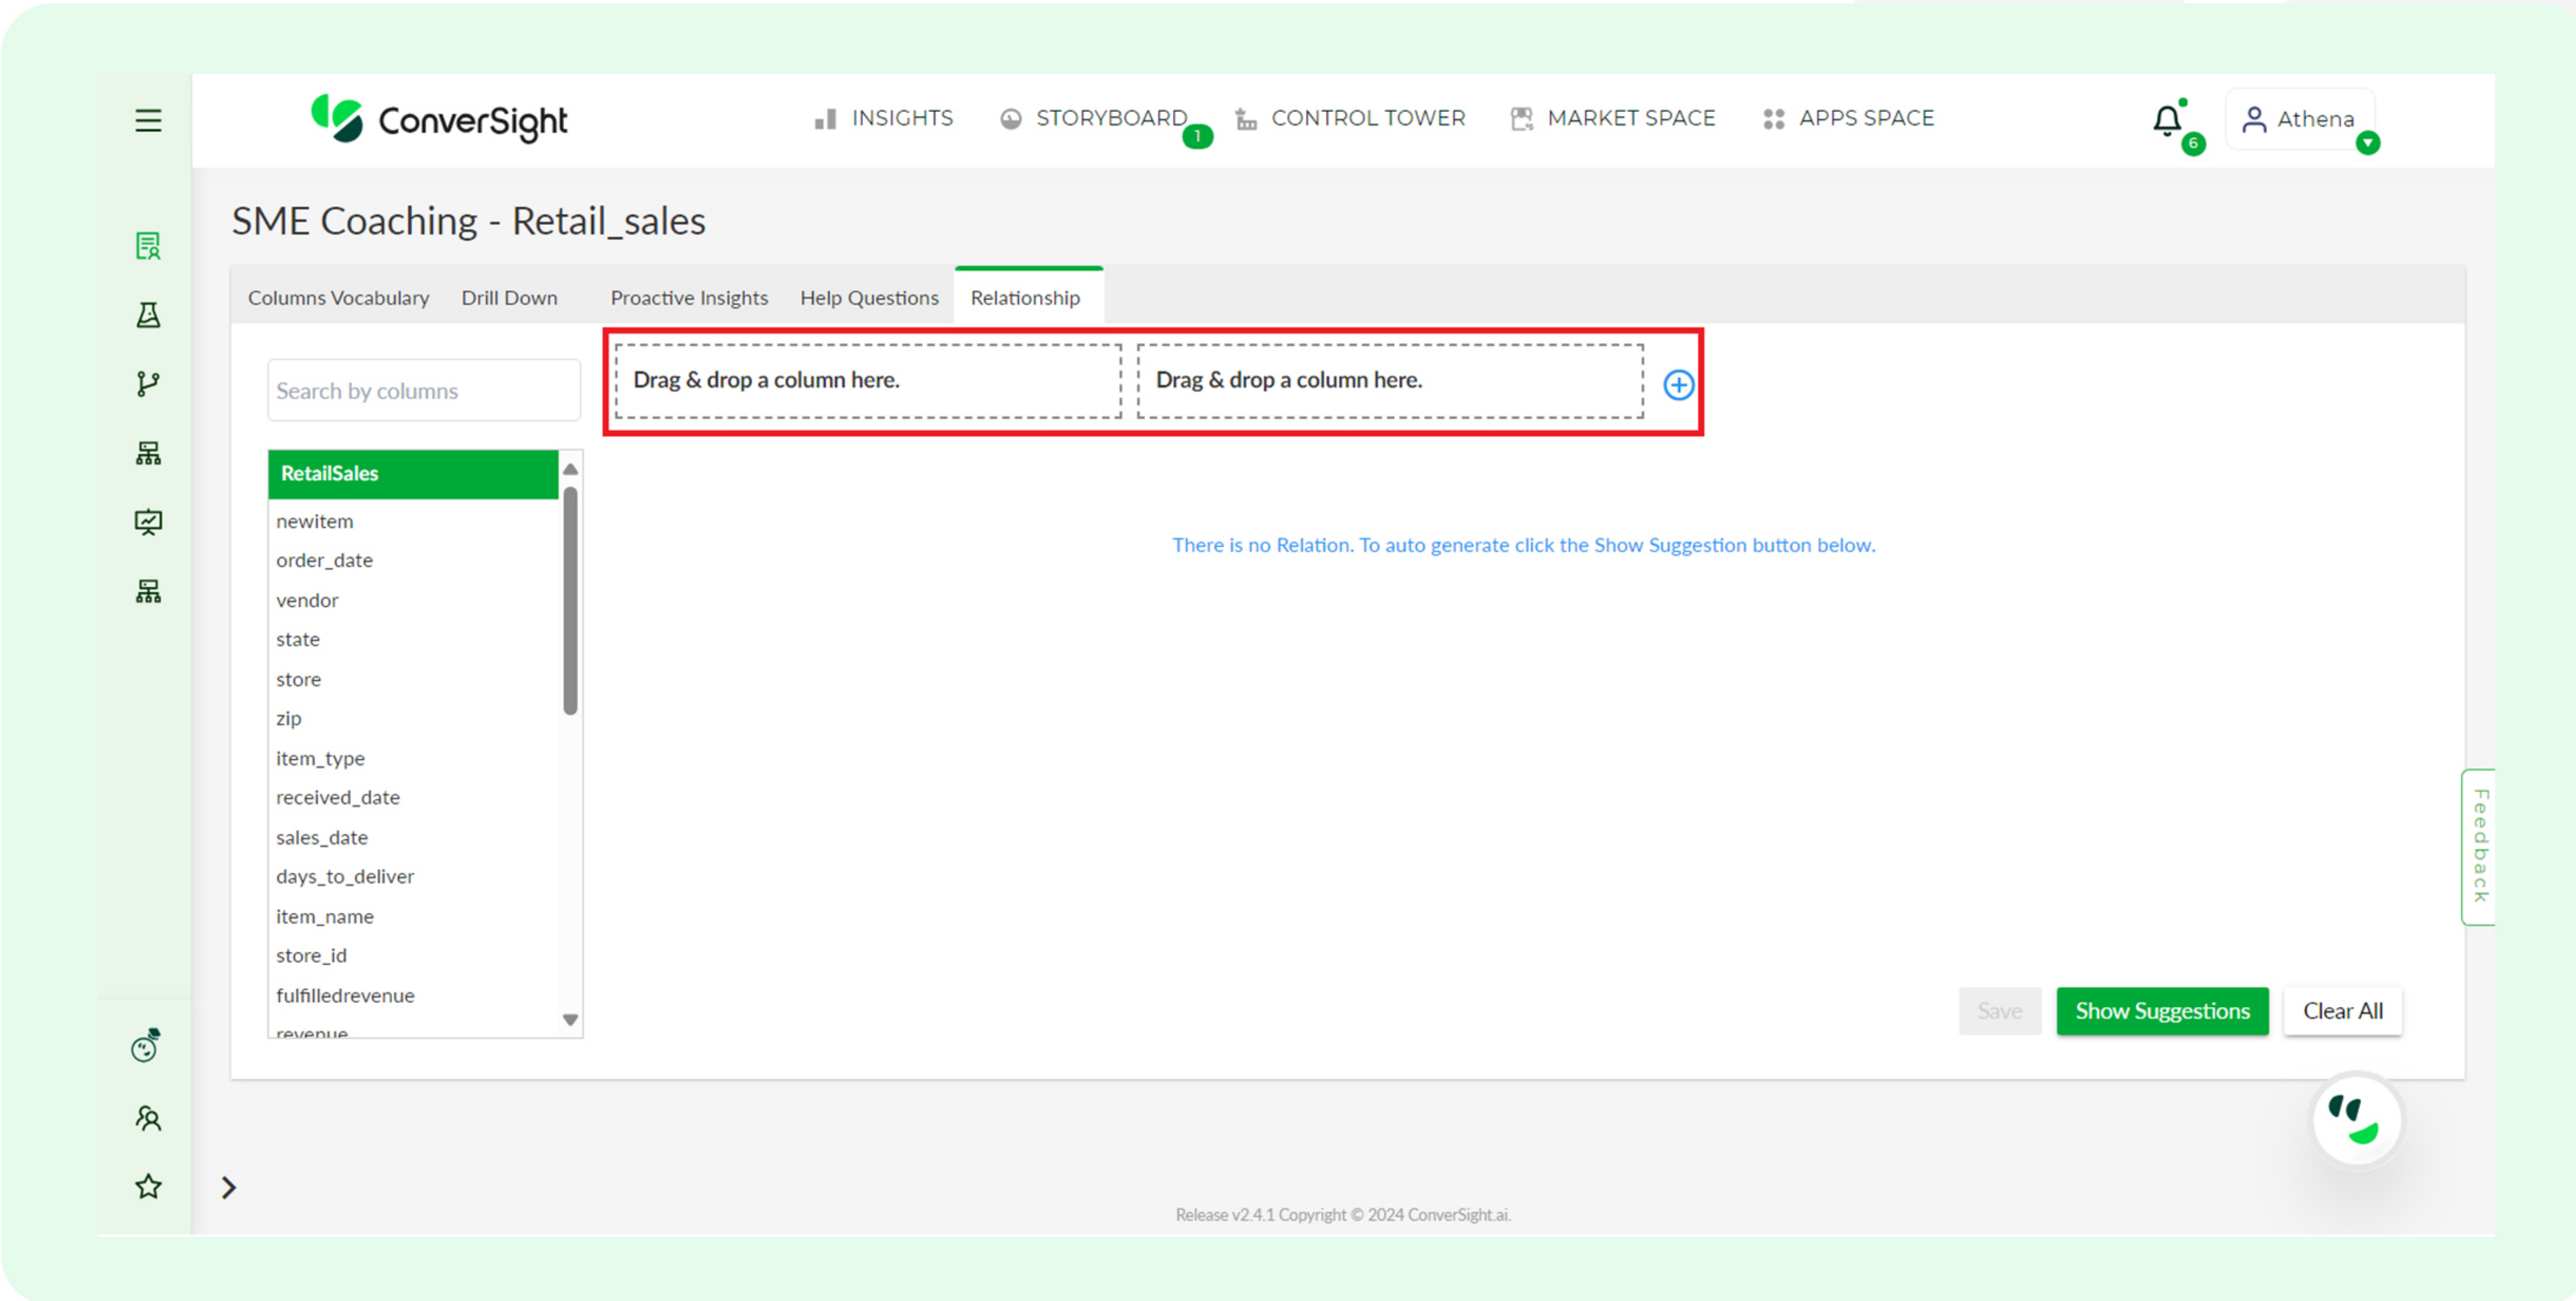 ConverSight
INSIGHTS
STORYBOARD
1
CONTROL TOWER
MARKET SPACE
APPS SPACE
6
Athena
SME Coaching - Retail_sales
Columns Vocabulary
Drill Down
Proactive Insights
Help Questions
Relationship
Search by columns
Drag & drop a column here.
Drag & drop a column here.
RetailSales
newitem
order_date
vendor
state
store
zip
item_type
received_date
sales_date
days_to_deliver
item_name
store_id
fulfilledrevenue
revenue
There is no Relation. To auto generate click the Show Suggestion button below.
Feedback
Save
Show Suggestions
Clear All
Release v2.4.1 Copyright © 2024 ConverSight.ai.